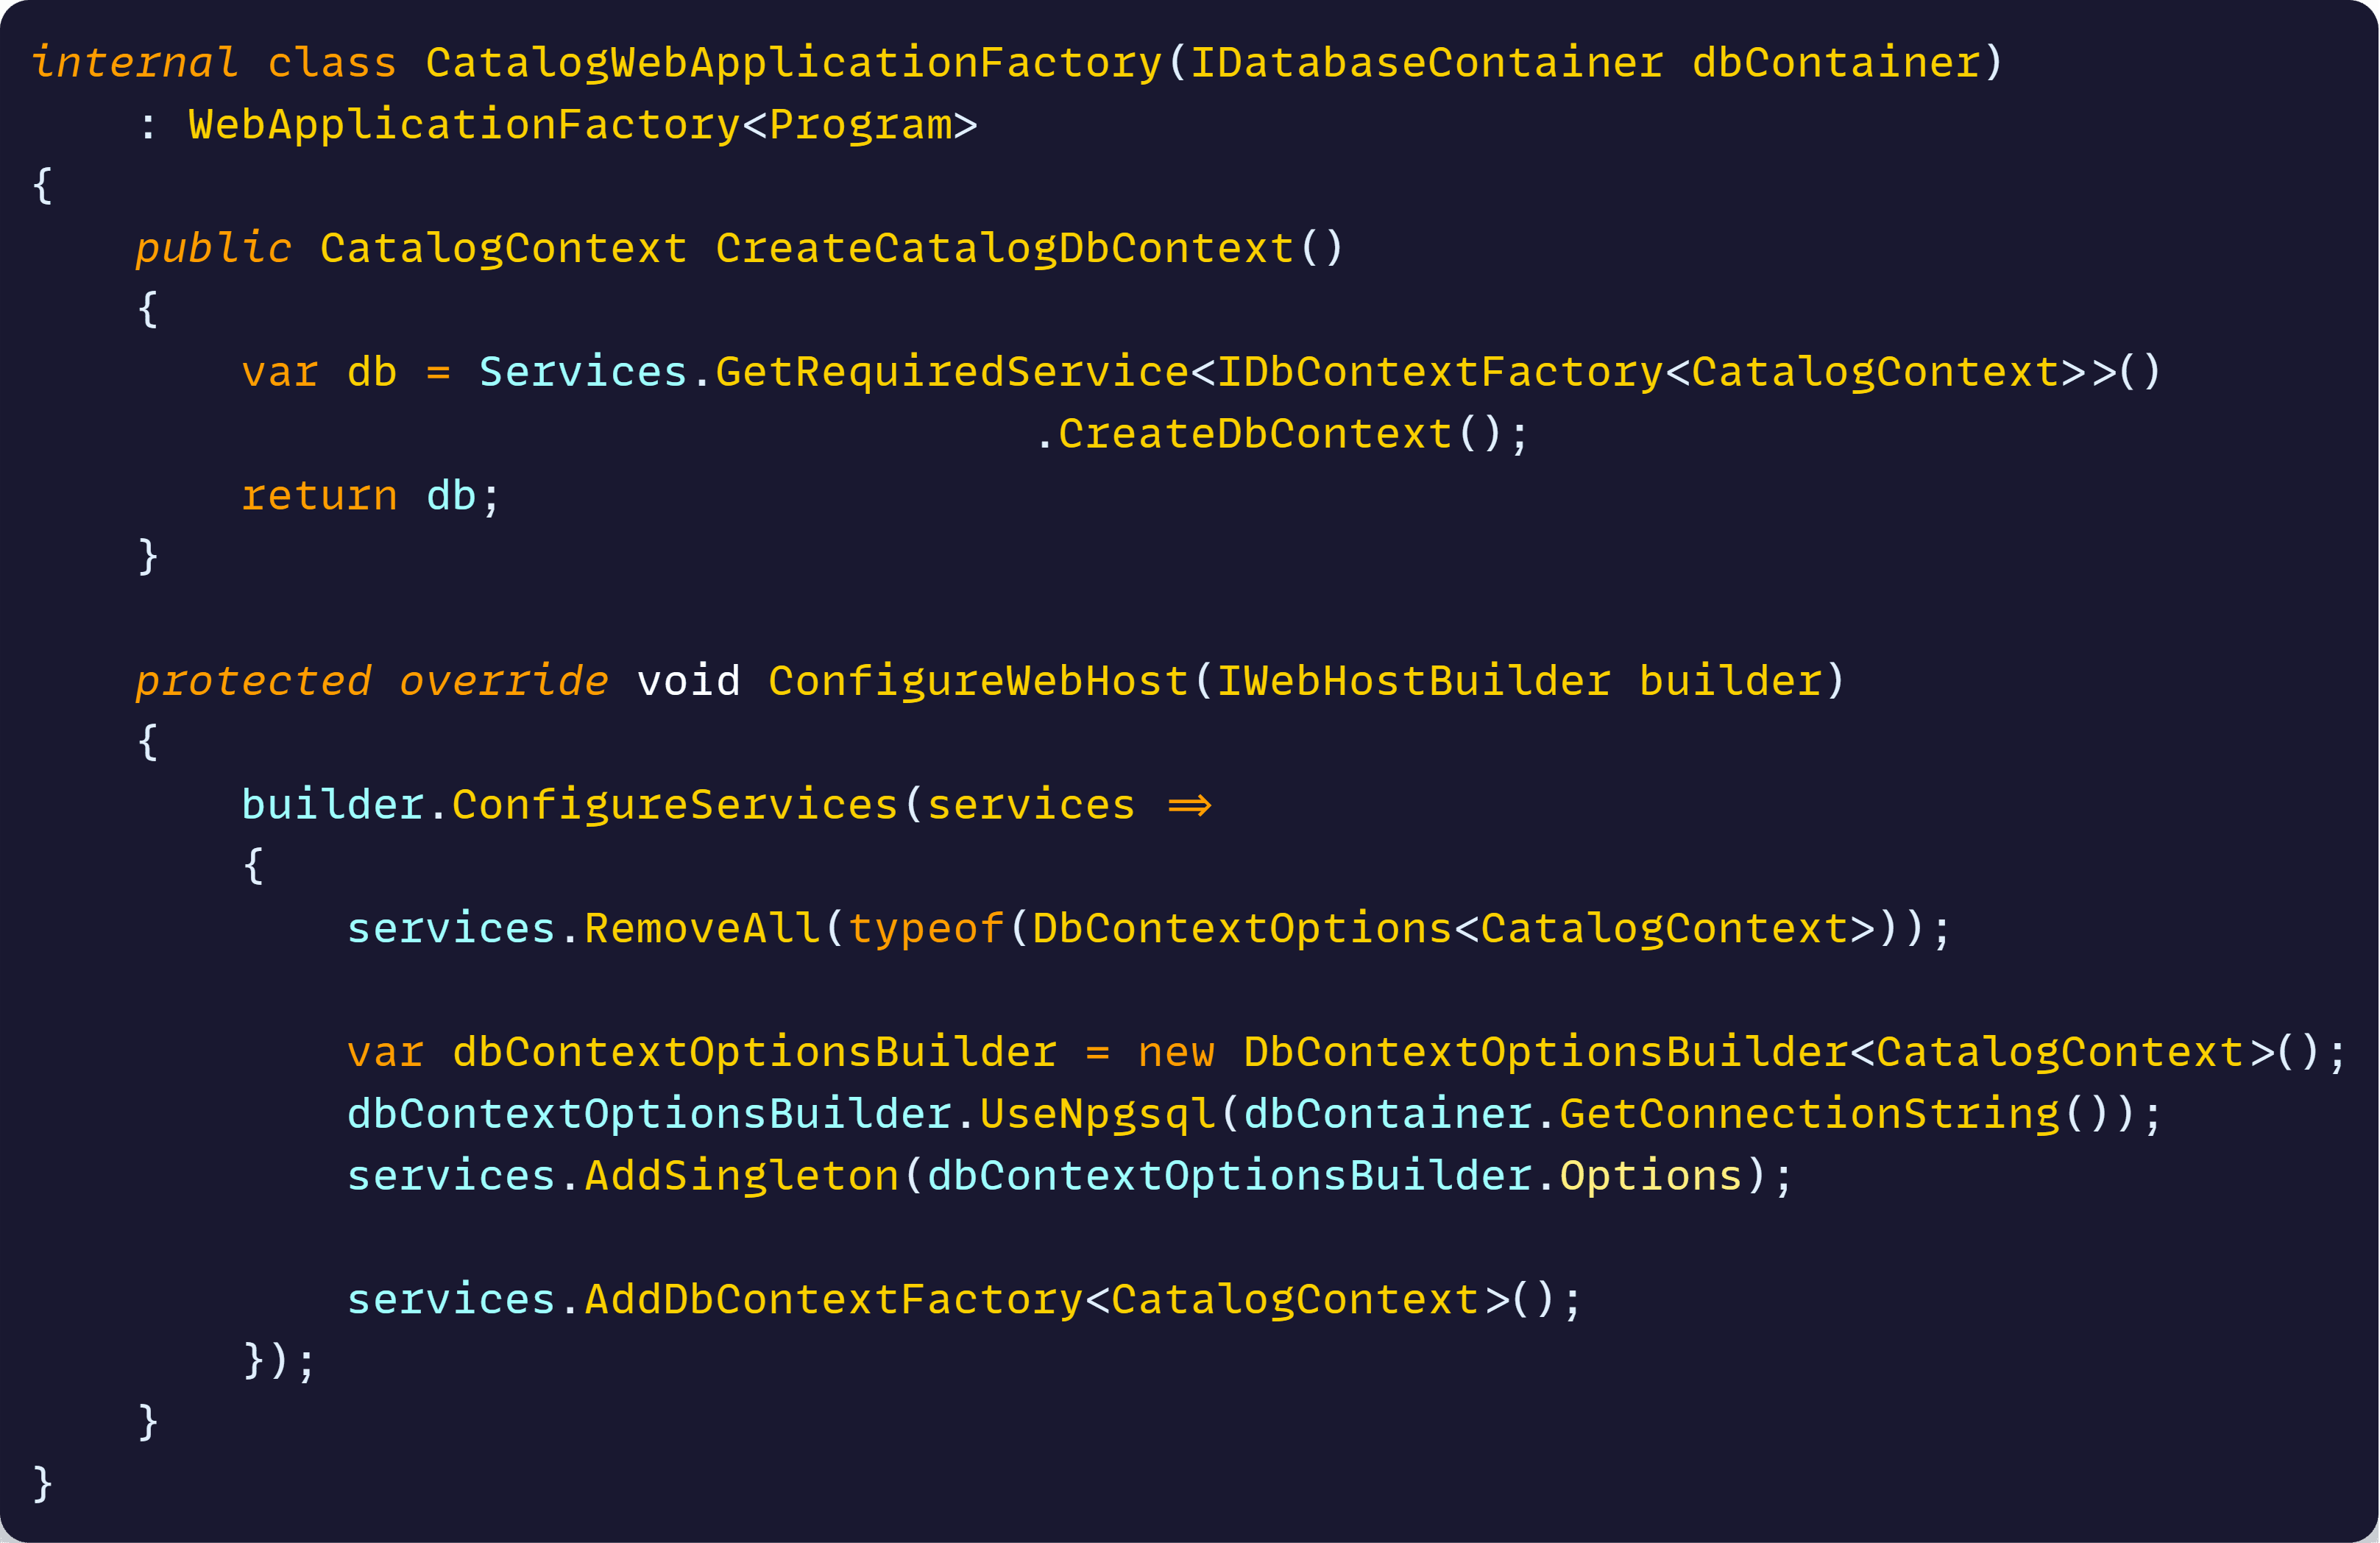 internal class CatalogWebApplicationFactory(IDatabaseContainer dbContainer)
    : WebApplicationFactory<Program>
{
    public CatalogContext CreateCatalogDbContext()
    {
        var db = Services.GetRequiredService<IDbContextFactory<CatalogContext>>()
                                      .CreateDbContext();
        return db;
    }

    protected override void ConfigureWebHost(IWebHostBuilder builder)
    {
        builder.ConfigureServices(services =>
        {
            services.RemoveAll(typeof(DbContextOptions<CatalogContext>));

            var dbContextOptionsBuilder = new DbContextOptionsBuilder<CatalogContext>();
            dbContextOptionsBuilder.UseNpgsql(dbContainer.GetConnectionString());
            services.AddSingleton(dbContextOptionsBuilder.Options);

            services.AddDbContextFactory<CatalogContext>();
        });
    }
}